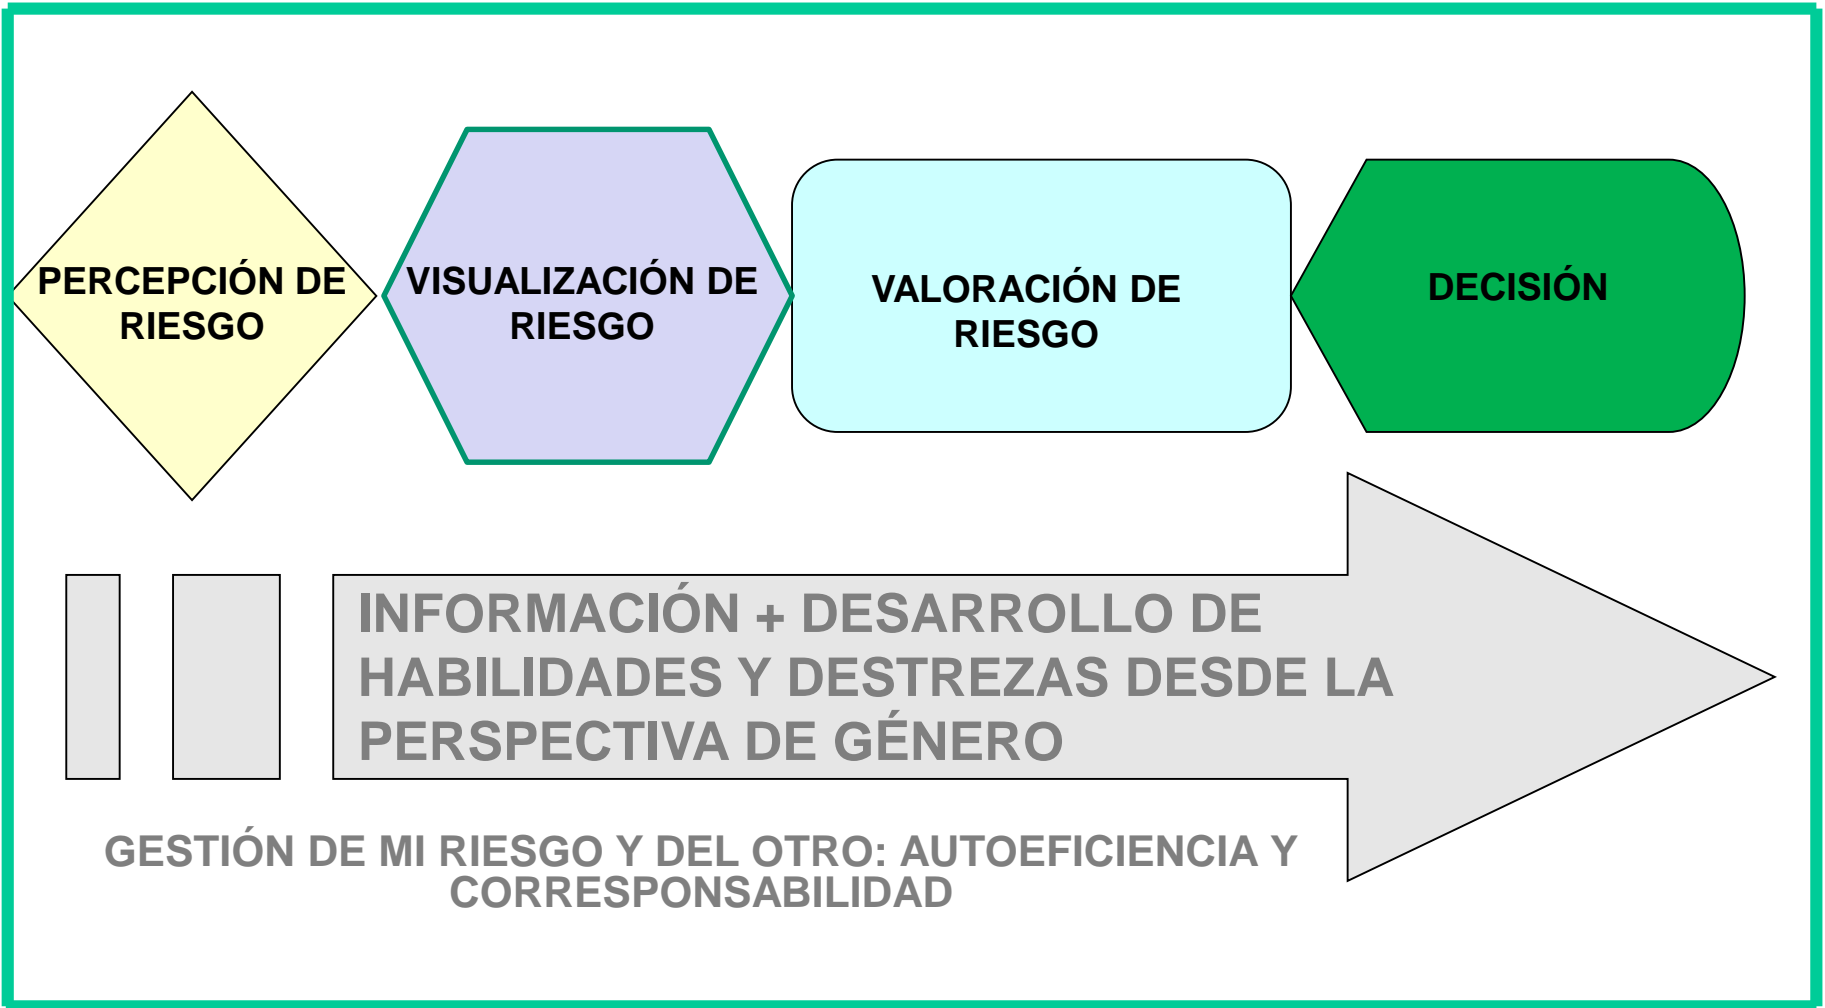 PERCEPCIÓN DE
RIESGO
VISUALIZACIÓN DE
RIESGO
VALORACIÓN DE
RIESGO
DECISIÓN
INFORMACIÓN + DESARROLLO DE
HABILIDADES Y DESTREZAS DESDE LA
PERSPECTIVA DE GÉNERO
GESTIÓN DE MI RIESGO Y DEL OTRO: AUTOEFICIENCIA Y
CORRESPONSABILIDAD